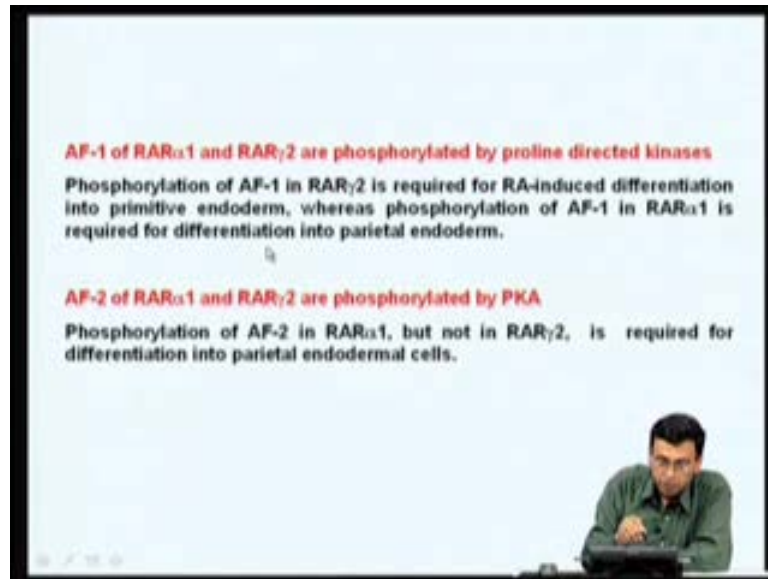 AF-1 of RARα1 and RARγ2 are phosphorylated by proline directed kinases
Phosphorylation of AF-1 in RARγ2 is required for RA-induced differentiation
into primitive endoderm, whereas phosphorylation of AF-1 in RARα1 is
required for differentiation into parietal endoderm.
AF-2 of RARα1 and RARγ2 are phosphorylated by PKA
Phosphorylation of AF-2 in RARα1, but not in RARγ2, is required for
differentiation into parietal endodermal cells.